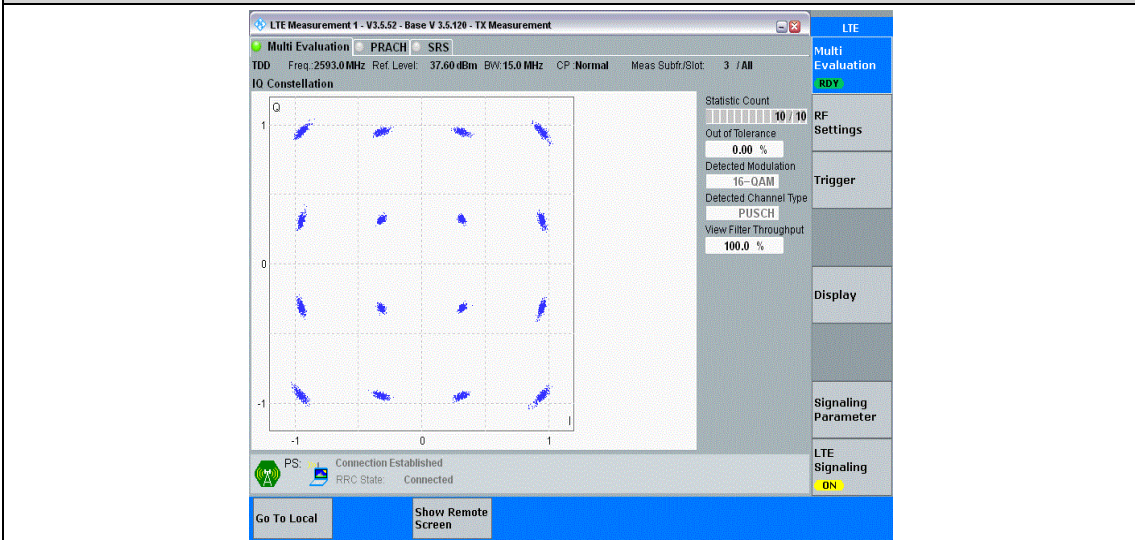 LTE Measurement 1 - V3.5.52 - Base V 3.5.120 - TX Measurement
LTE
Multi Evaluation PRACH SRS
TDD Freq.:2593.0 MHz Ref. Level: 37.60 dBm BW:15.0 MHz CP :Normal Meas Subfr./Slot: 3 / All
IQ Constellation
Multi
Evaluation
RDY
Q
1
0
-1
-1 0 1
I
Statistic Count
10 / 10
Out of Tolerance
0.00 %
Detected Modulation
16-QAM
Detected Channel Type
PUSCH
View Filter Throughput
100.0 %
RF
Settings
Trigger
Display
Signaling
Parameter
LTE
Signaling
ON
PS: Connection Established
RRC State: Connected
Go To Local
Show Remote
Screen